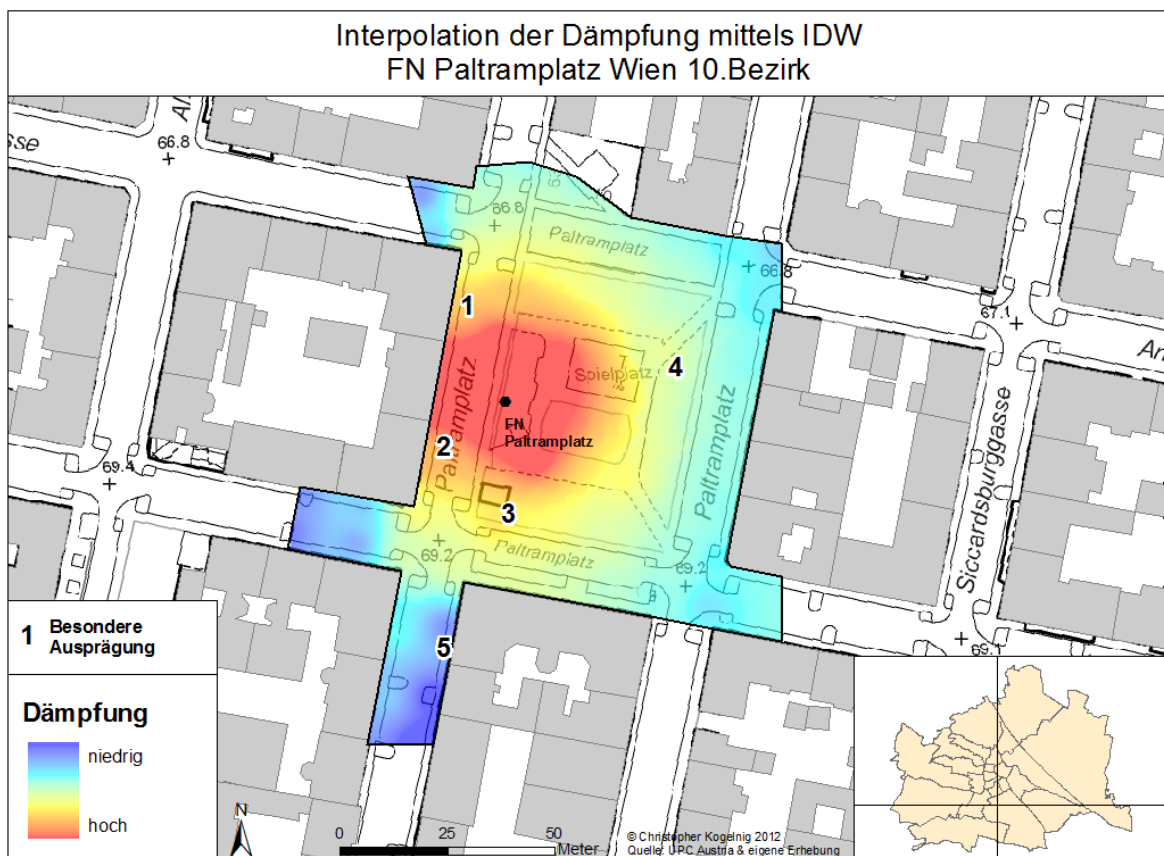 Interpolation der Dämpfung mittels IDW
FN Paltramplatz Wien 10.Bezirk
66.8
66.8
Paltramplatz
66.8
67.1
1
4
Spielplatz
Paltramplatz
FN
Paltramplatz
2
Paltramplatz
Siccardsburggasse
69.4
3
69.2
Paltramplatz
69.2
69.1
5
1 Besondere
Ausprägung
Dämpfung
niedrig
hoch
N
0 25 50
Meter
© Christopher Kogelnig 2012
Quelle: UPC Austria & eigene Erhebung